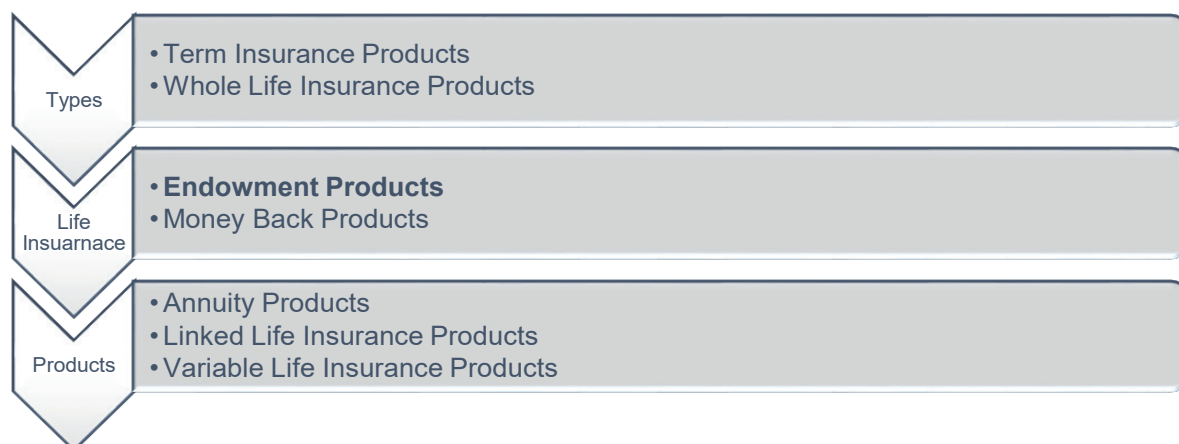 Types
• Term Insurance Products
• Whole Life Insurance Products
Life
Insuarnace
• Endowment Products
• Money Back Products
Products
• Annuity Products
• Linked Life Insurance Products
• Variable Life Insurance Products